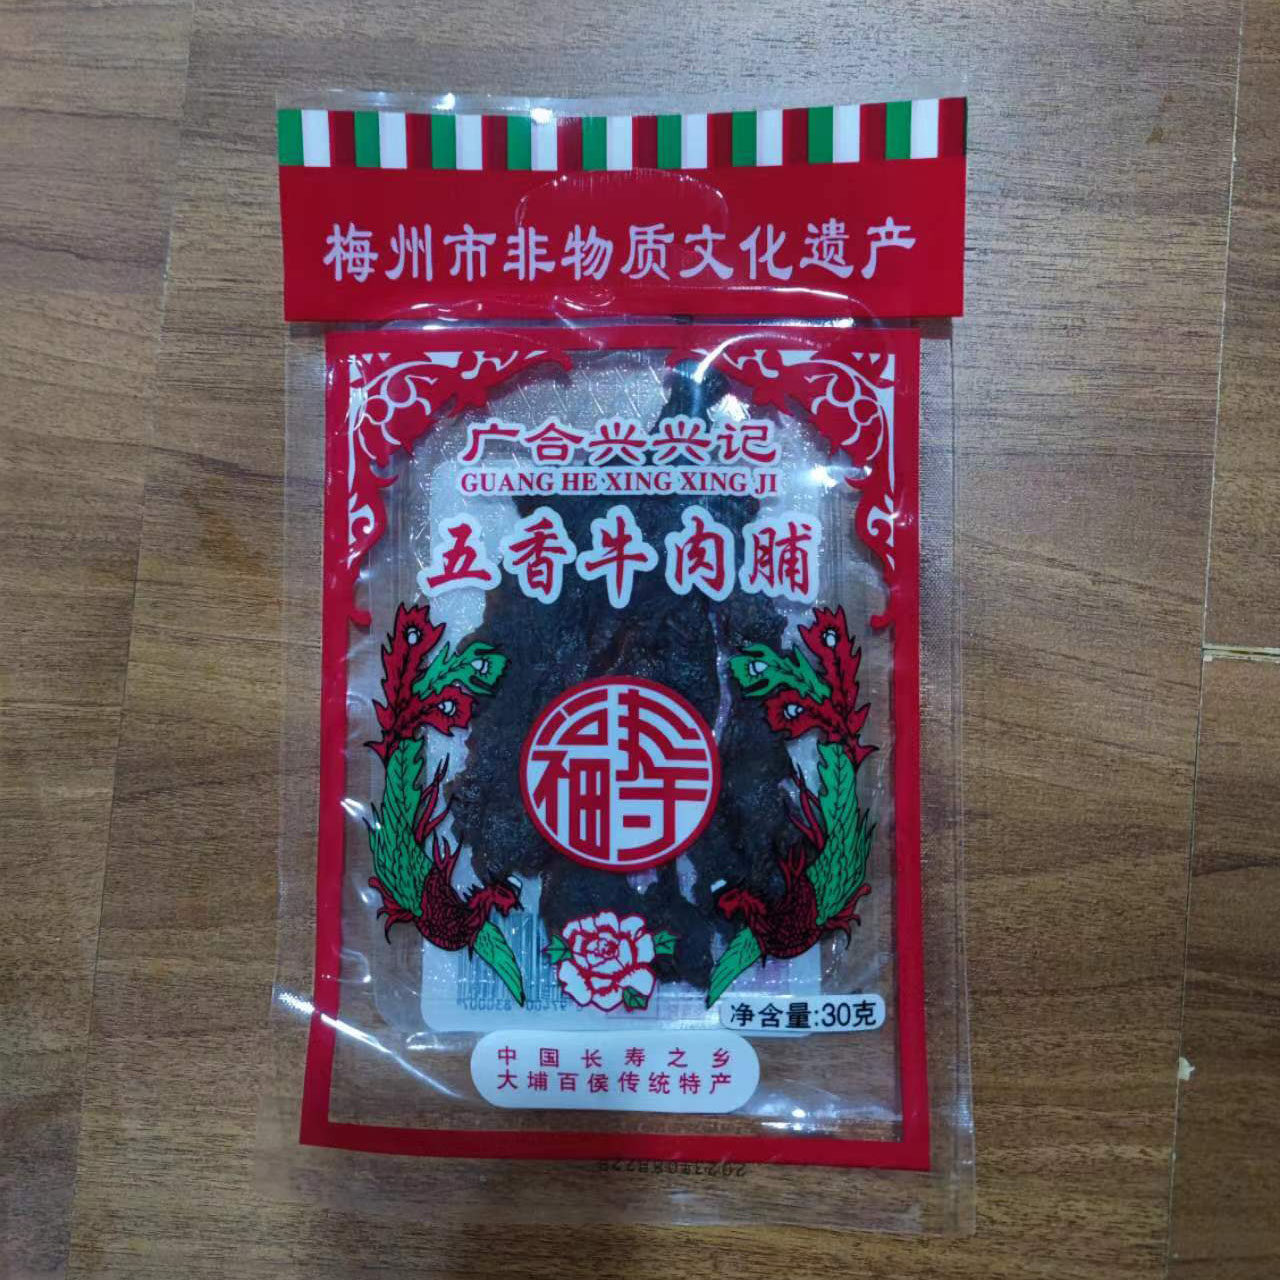 梅州市非物质文化遗产
广合兴兴记
GUANG HE XING XING JI
五香牛肉脯
福寿
净含量:30克
中国长寿之乡
大埔百侯传统特产